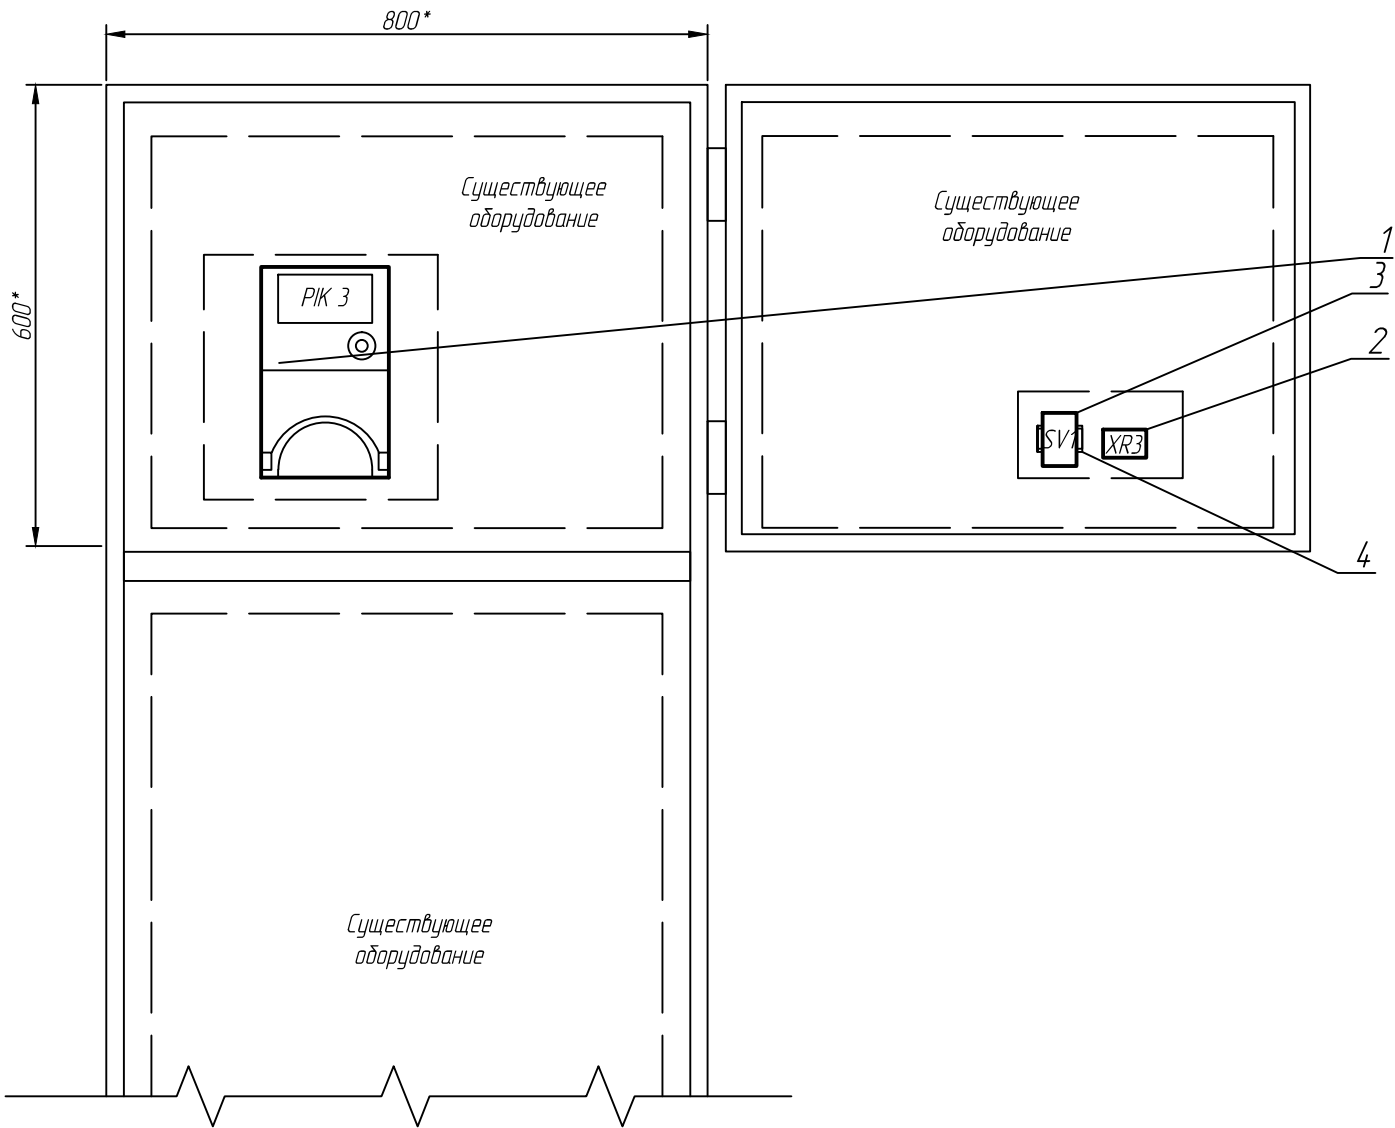 800*
600*
Существующее
оборудование
Существующее
оборудование
1
3
PIK 3
2
SV1
XR3
4
Существующее
оборудование